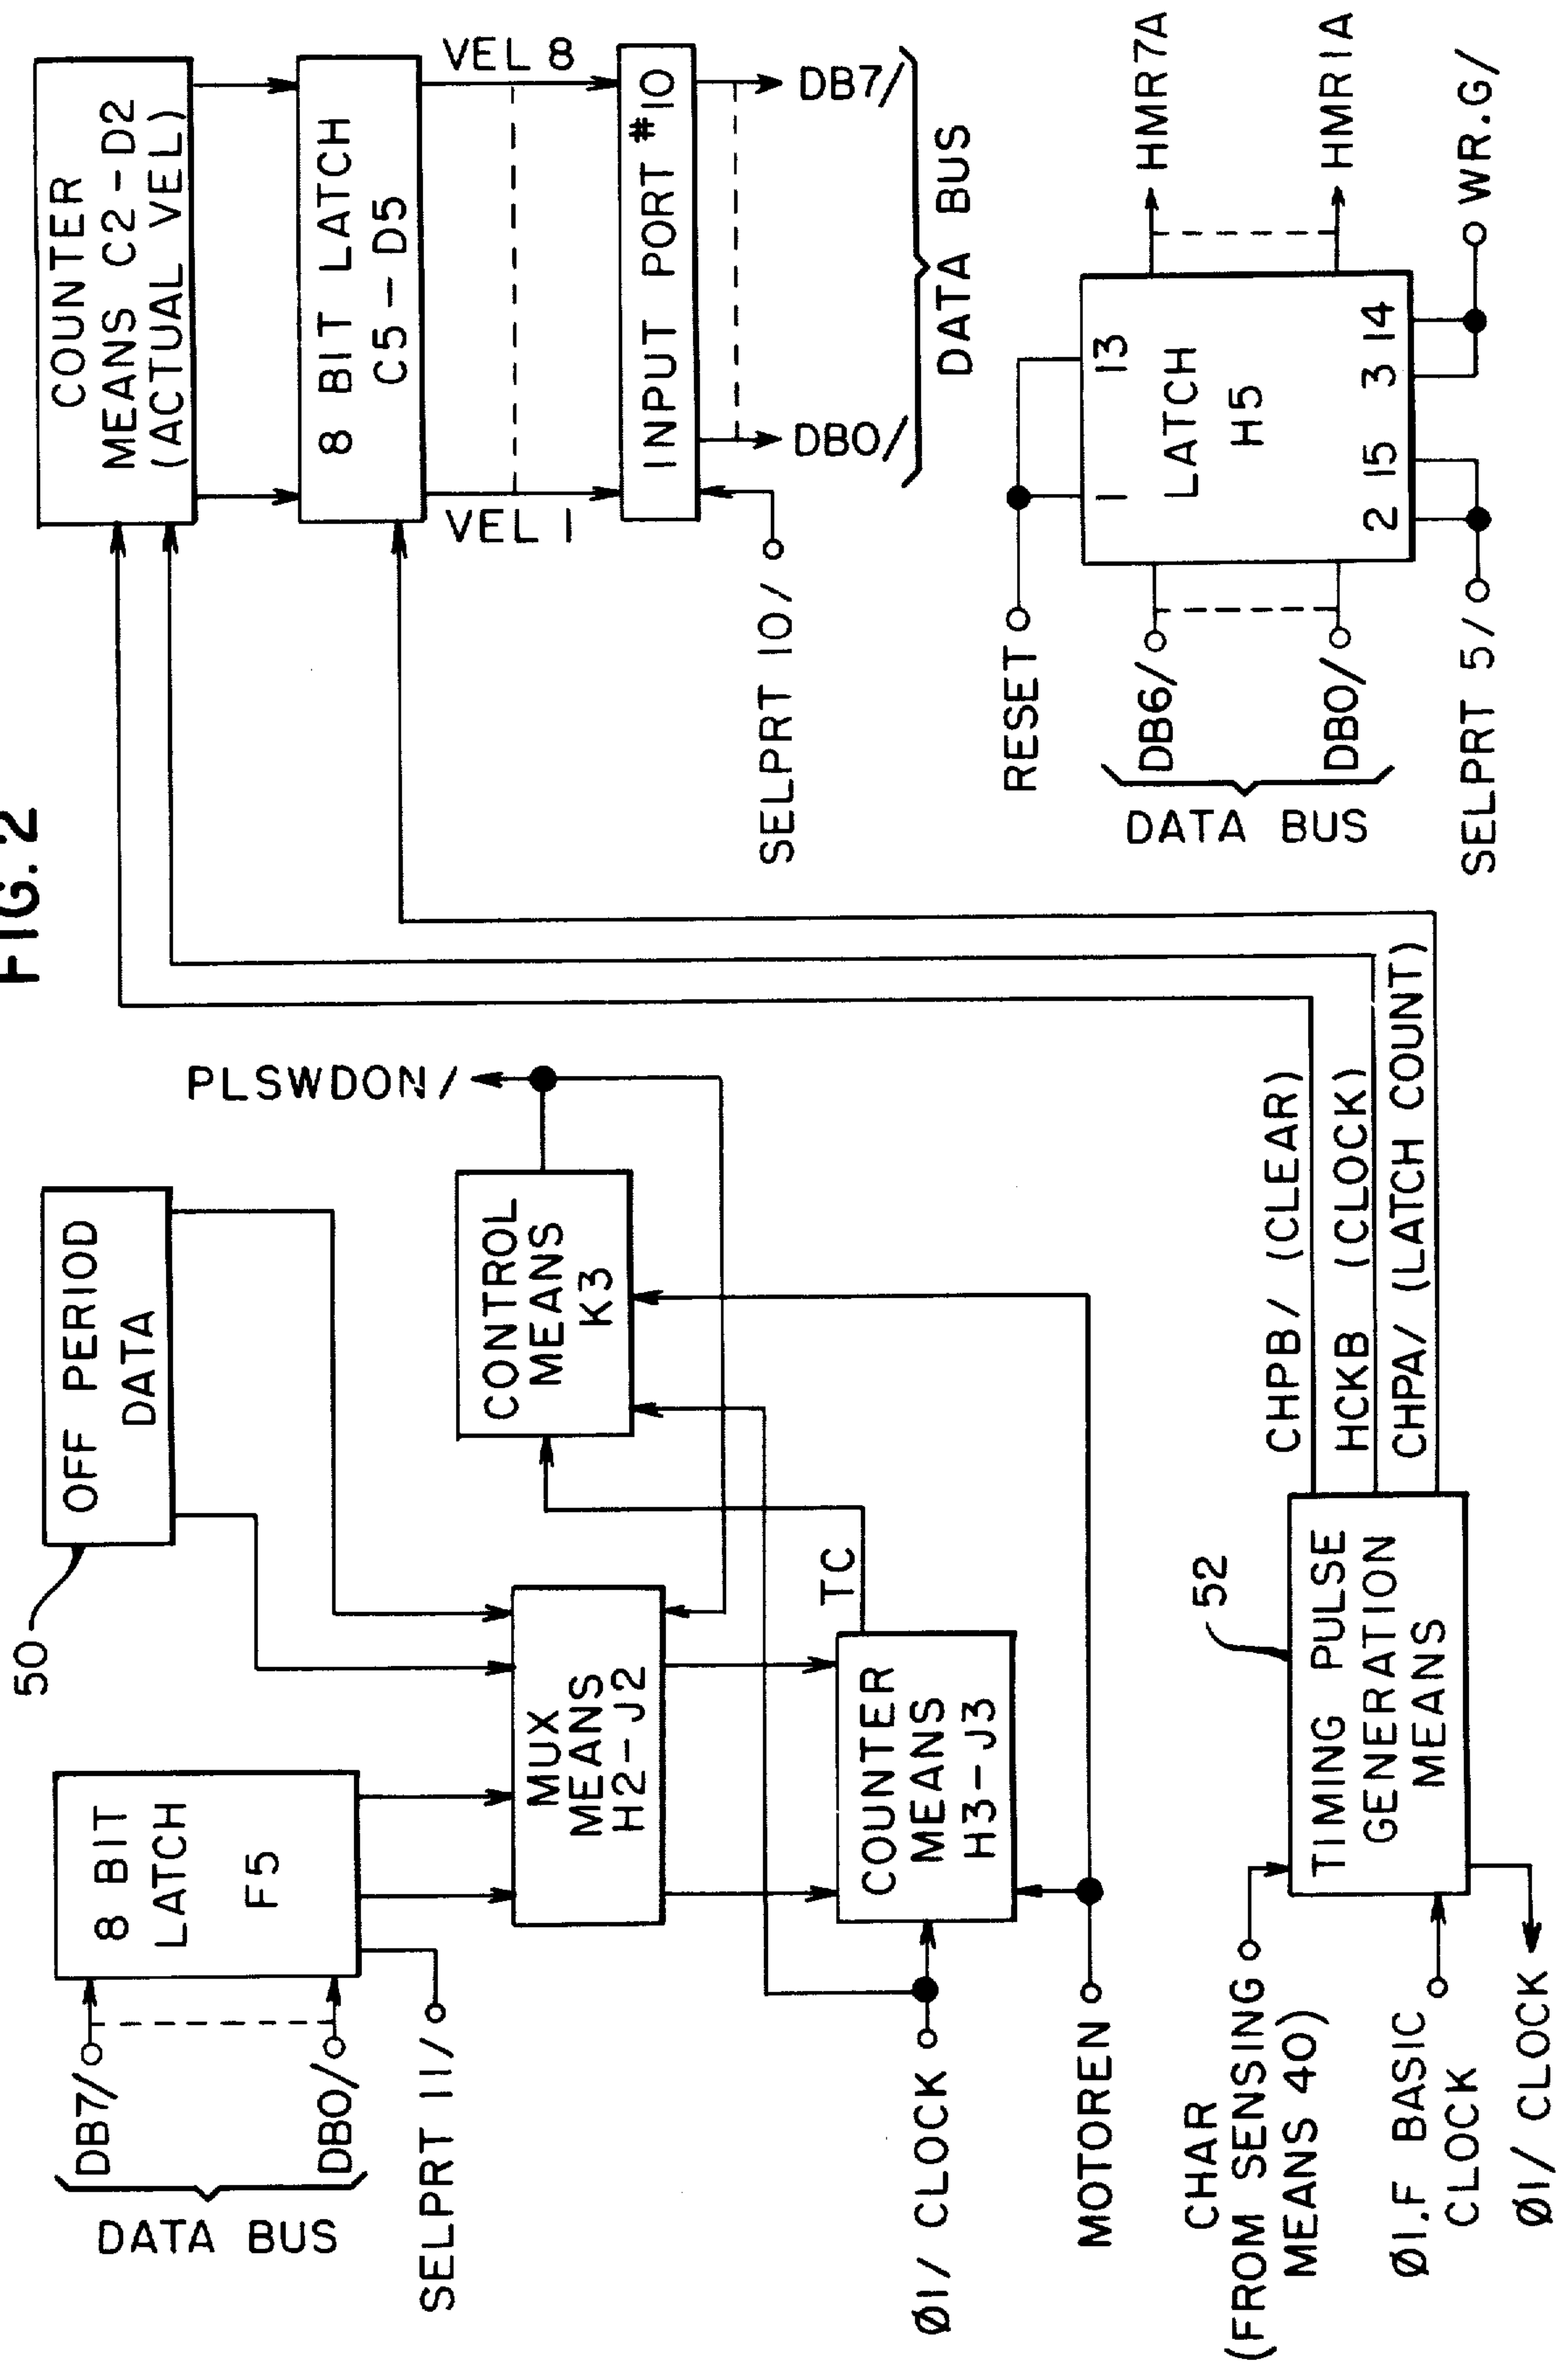 FIG. 2
50
OFF PERIOD
DATA
8 BIT
LATCH
F5
DB7/
DB0/
DATA BUS
SELPRT 11/
MUX
MEANS
H2-J2
CONTROL
MEANS
K3
PLSWDON/
TC
COUNTER
MEANS
H3-J3
Ø1/ CLOCK
MOTOREN
CHAR
(FROM SENSING
MEANS 40)
Ø1,F BASIC
CLOCK
Ø1/ CLOCK
52
TIMING PULSE
GENERATION
MEANS
CHPB/ (CLEAR)
HCKB (CLOCK)
CHPA/ (LATCH COUNT)
COUNTER
MEANS C2-D2
(ACTUAL VEL)
8 BIT LATCH
C5-D5
VEL 1
VEL 8
INPUT PORT #10
SELPRT 10/
DB0/
DB7/
DATA BUS
RESET
DB6/
DB0/
DATA BUS
SELPRT 5/
1
13
LATCH
H5
2
15
3
14
HMR7A
HMR1A
WR.G/